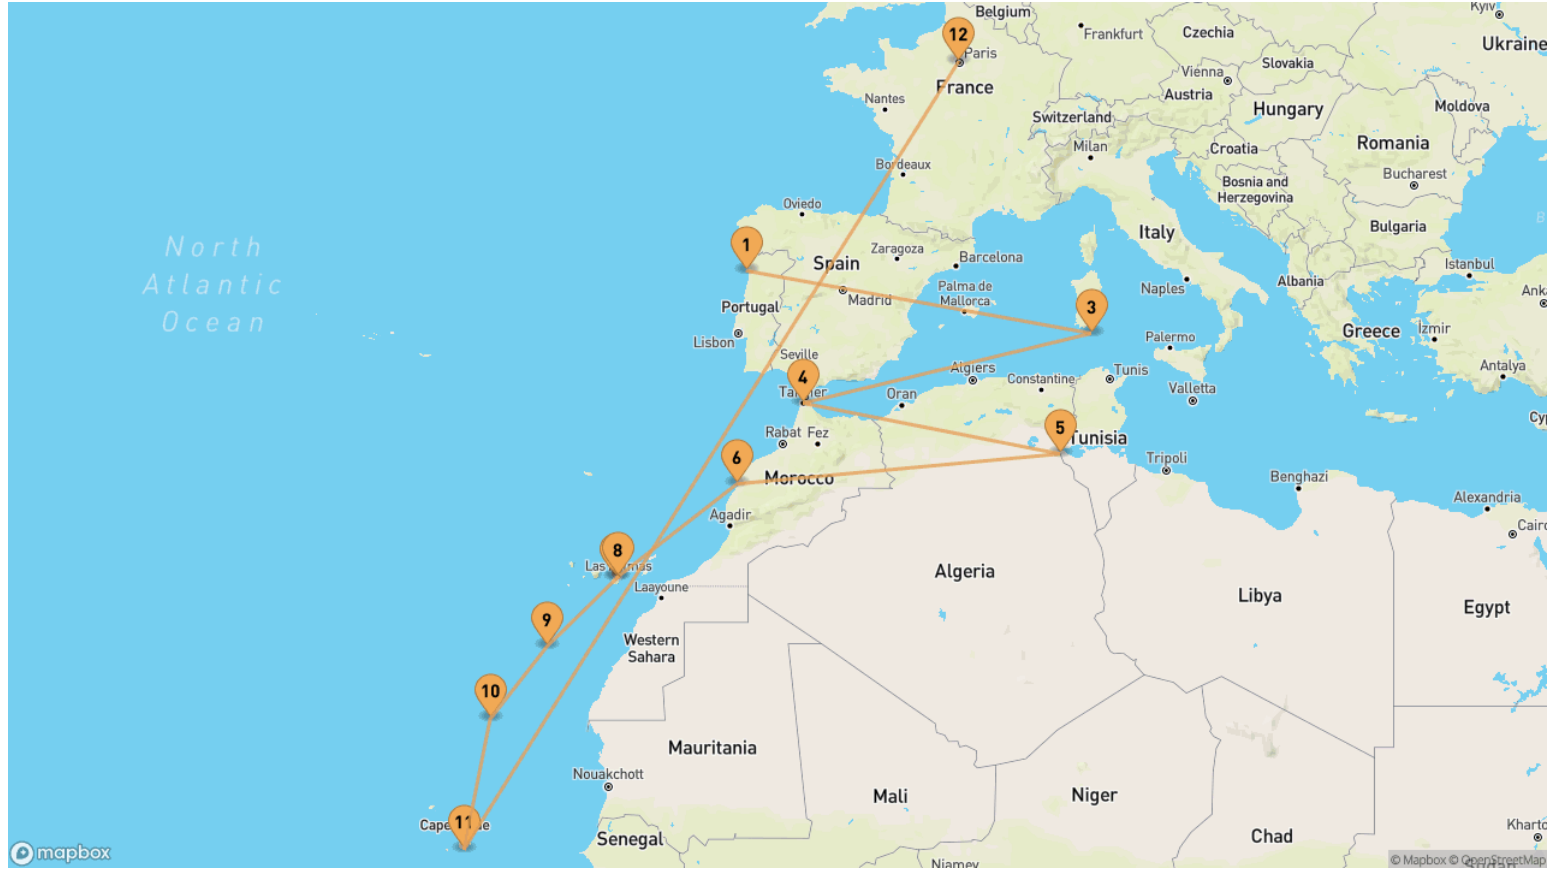 Belgium
Kyiv
12
Frankfurt
Czechia
Ukraine
Paris
Slovakia
Vienna
France
Austria
Nantes
Hungary
Moldova
Switzerland
Milan
Croatia
Romania
Bordeaux
Bucharest
Bosnia and
Herzegovina
Oviedo
Italy
Bulgaria
North
Atlantic
Ocean
1
Zaragoza
Barcelona
Spain
Istanbul
Albania
Naples
Palma de
Mallorca
Madrid
Portugal
3
Greece
İzmir
Lisbon
Palermo
Seville
4
Algiers
Constantine
Tunis
Antalya
Valletta
Oran
Rabat
Fez
5
Tunisia
6
Tripoli
Morocco
Benghazi
Alexandria
Agadir
8
Algeria
Laayoune
Libya
Egypt
9
Western
Sahara
10
Mauritania
Nouakchott
Mali
Niger
11
Senegal
Chad
mapbox
© Mapbox © OpenStreetMap